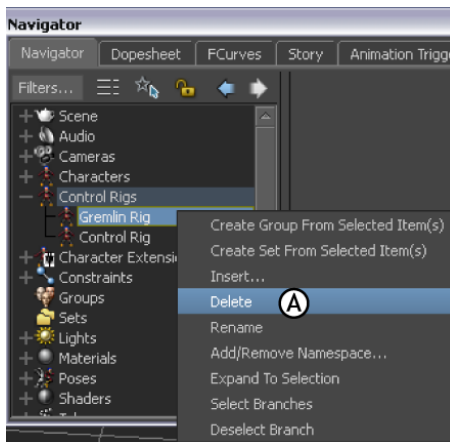 Navigator
Navigator Dopesheet FCurves Story Animation Trigg
Filters...
Scene
Audio
Cameras
Characters
Control Rigs
Gremlin Rig
Control Rig
Character Extensi
Constraints
Groups
Sets
Lights
Materials
Poses
Shaders
Create Group From Selected Item(s)
Create Set From Selected Item(s)
Insert...
Delete A
Rename
Add/Remove Namespace...
Expand To Selection
Select Branches
Deselect Branch